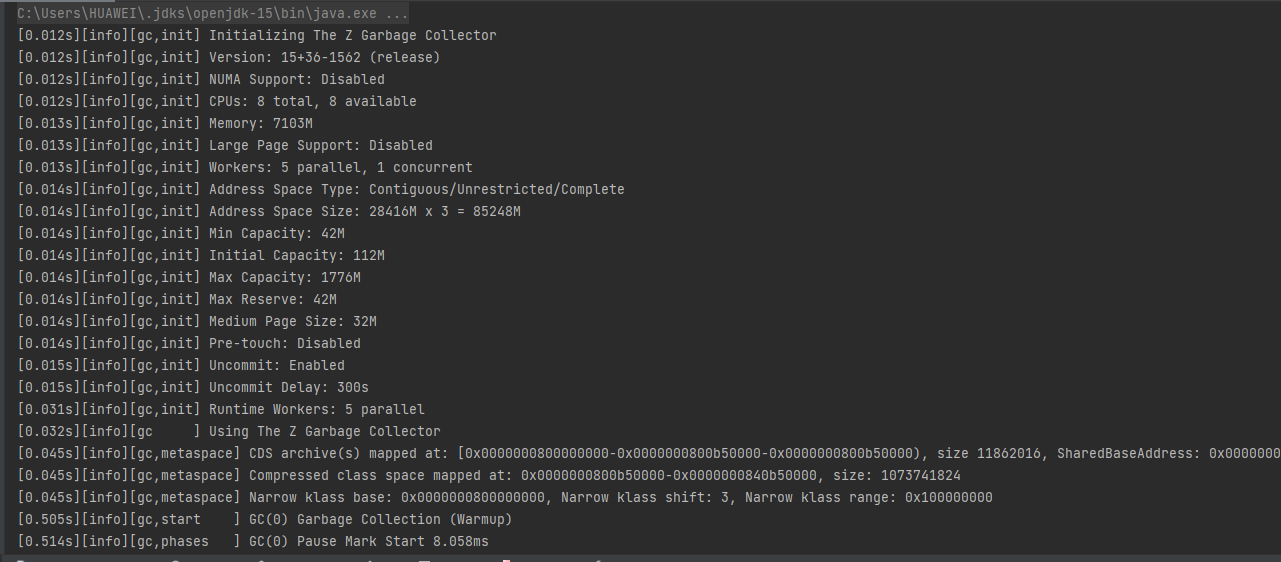 C:\Users\HUAWEI\.jdks\openjdk-15\bin\java.exe ...
[0.012s][info][gc,init] Initializing The Z Garbage Collector
[0.012s][info][gc,init] Version: 15+36-1562 (release)
[0.012s][info][gc,init] NUMA Support: Disabled
[0.012s][info][gc,init] CPUs: 8 total, 8 available
[0.013s][info][gc,init] Memory: 7103M
[0.013s][info][gc,init] Large Page Support: Disabled
[0.013s][info][gc,init] Workers: 5 parallel, 1 concurrent
[0.014s][info][gc,init] Address Space Type: Contiguous/Unrestricted/Complete
[0.014s][info][gc,init] Address Space Size: 28416M x 3 = 85248M
[0.014s][info][gc,init] Min Capacity: 42M
[0.014s][info][gc,init] Initial Capacity: 112M
[0.014s][info][gc,init] Max Capacity: 1776M
[0.014s][info][gc,init] Max Reserve: 42M
[0.014s][info][gc,init] Medium Page Size: 32M
[0.014s][info][gc,init] Pre-touch: Disabled
[0.015s][info][gc,init] Uncommit: Enabled
[0.015s][info][gc,init] Uncommit Delay: 300s
[0.031s][info][gc,init] Runtime Workers: 5 parallel
[0.032s][info][gc     ] Using The Z Garbage Collector
[0.045s][info][gc,metaspace] CDS archive(s) mapped at: [0x0000000800000000-0x0000000800b50000-0x0000000800b50000), size 11862016, SharedBaseAddress: 0x0000000
[0.045s][info][gc,metaspace] Compressed class space mapped at: 0x0000000800b50000-0x0000000840b50000, size: 1073741824
[0.045s][info][gc,metaspace] Narrow klass base: 0x0000000800000000, Narrow klass shift: 3, Narrow klass range: 0x100000000
[0.505s][info][gc,start    ] GC(0) Garbage Collection (Warmup)
[0.514s][info][gc,phases   ] GC(0) Pause Mark Start 8.058ms